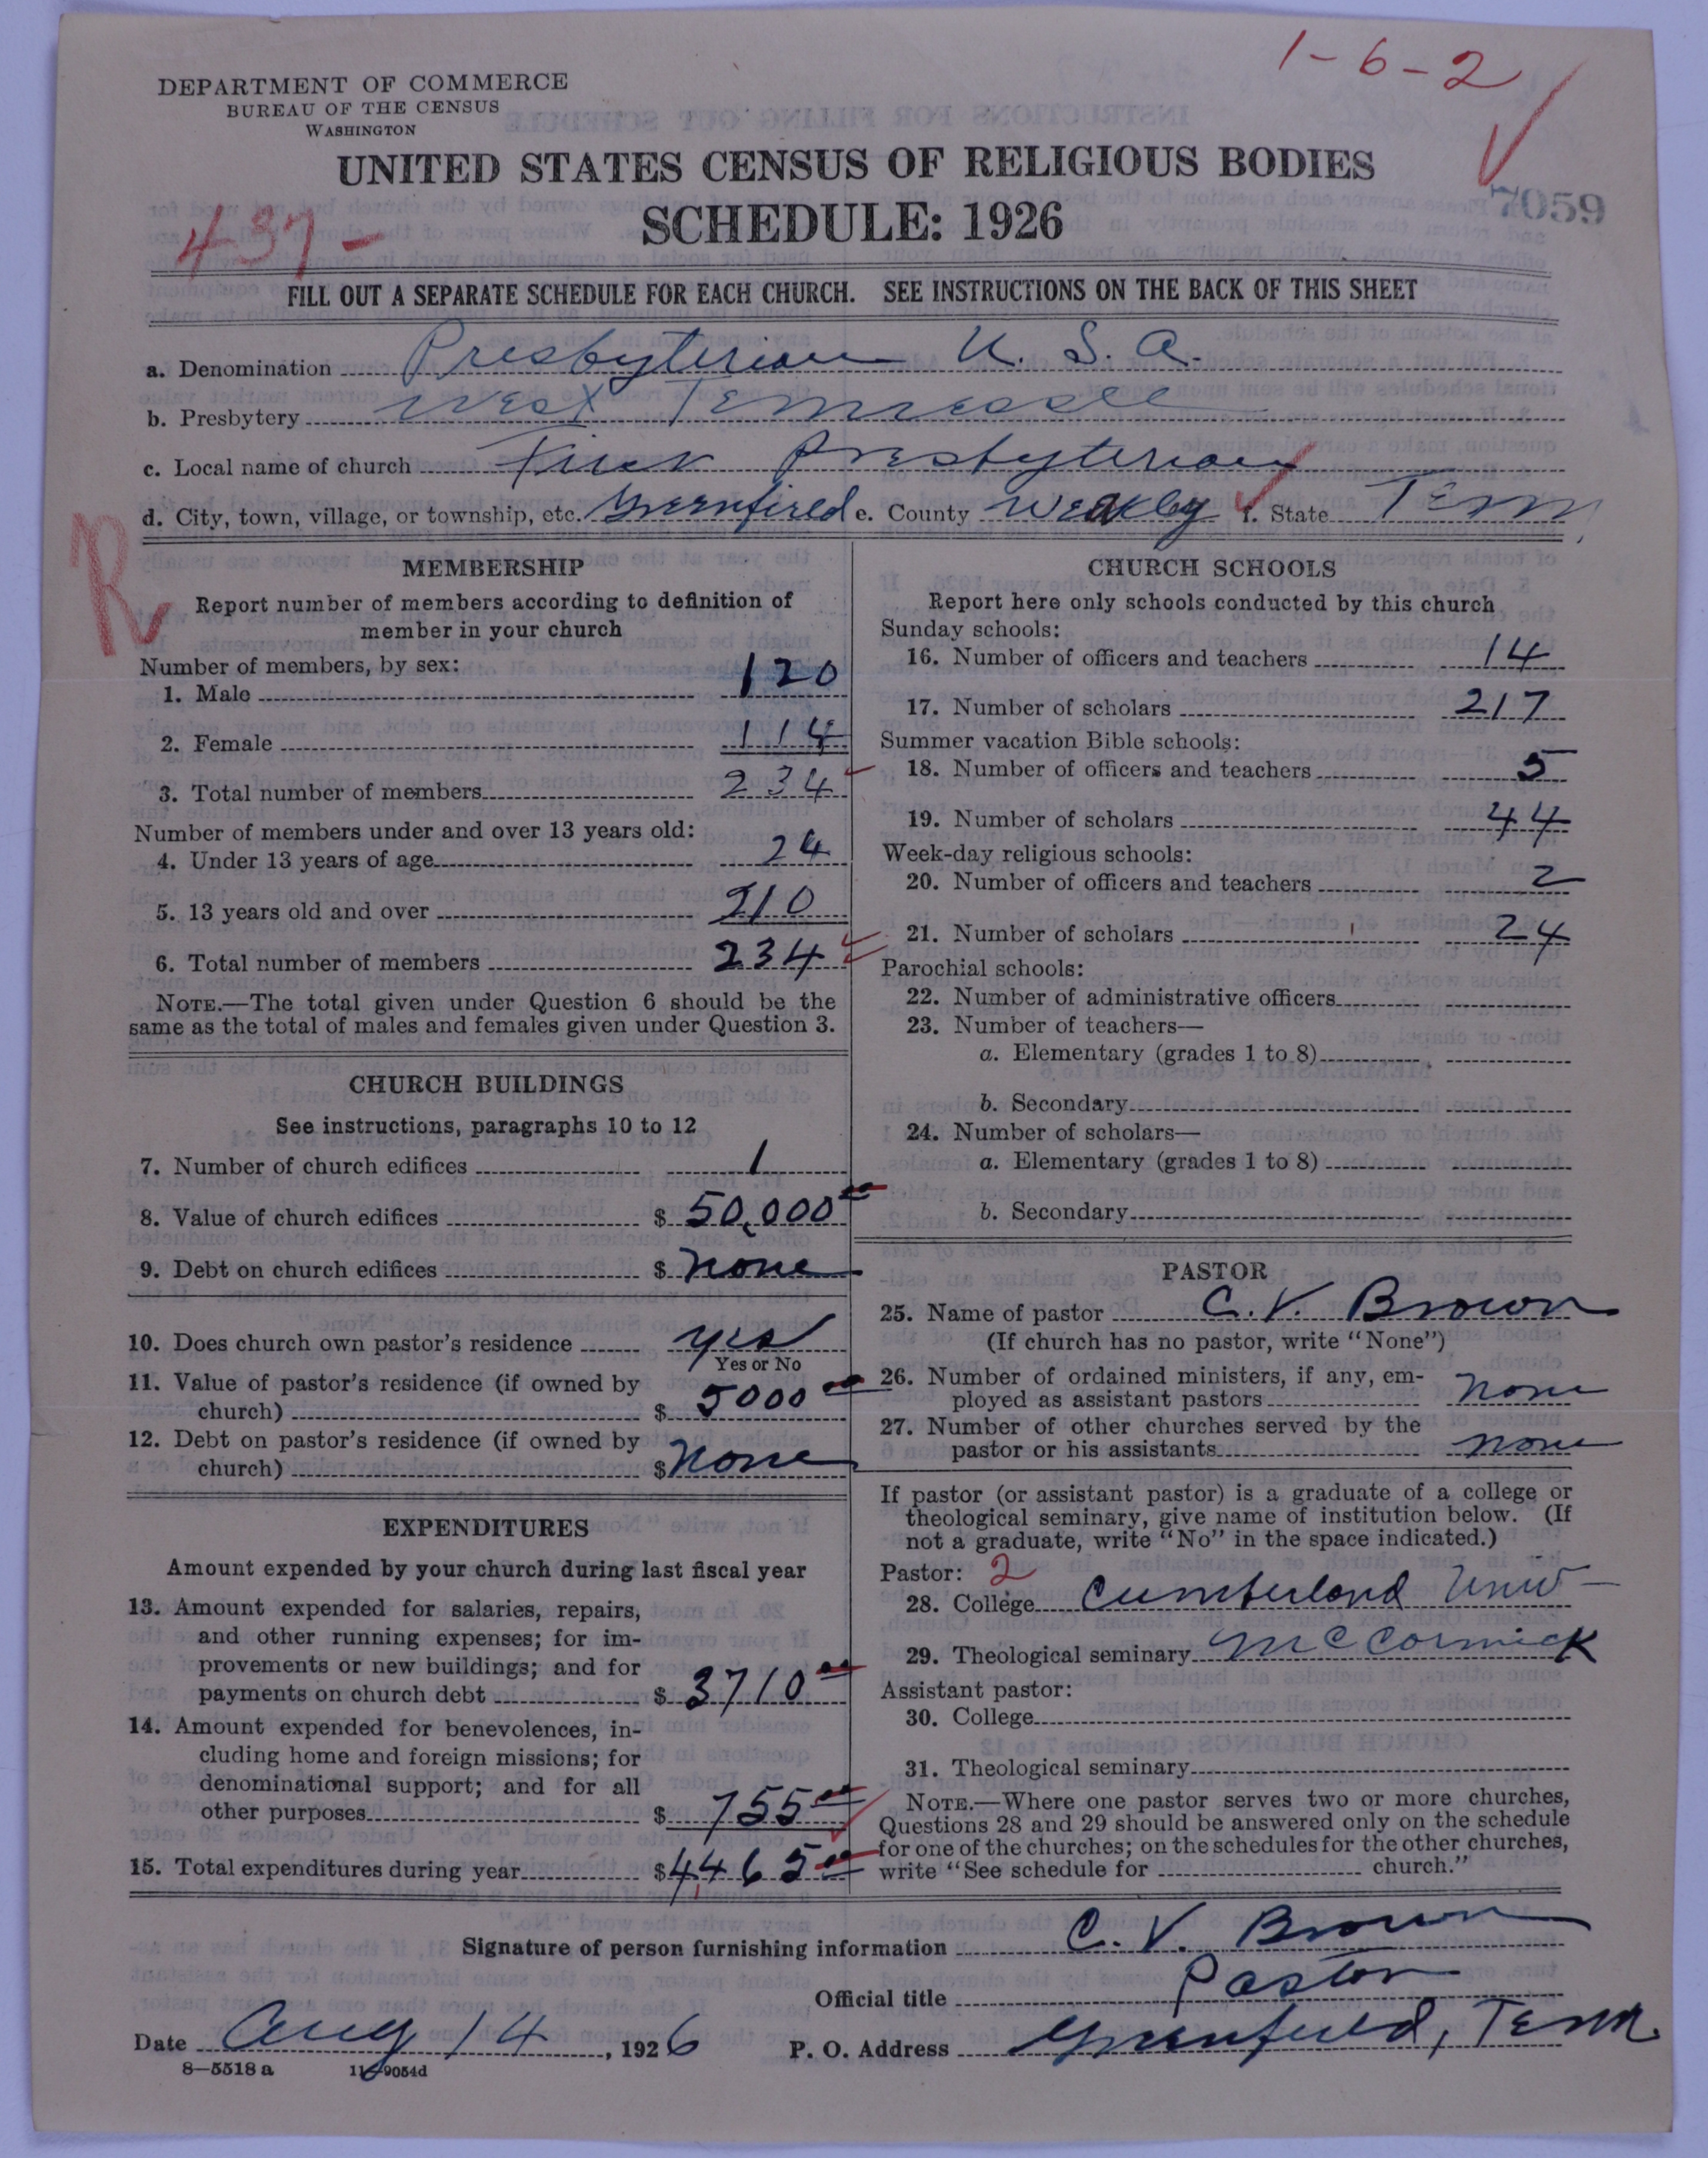 1-6-2
DEPARTMENT OF COMMERCE
BUREAU OF THE CENSUS
WASHINGTON
UNITED STATES CENSUS OF RELIGIOUS BODIES
7059
437-
SCHEDULE: 1926
FILL OUT A SEPARATE SCHEDULE FOR EACH CHURCH. SEE INSTRUCTIONS ON THE BACK OF THIS SHEET
a. Denomination Presbyterian U. S. A.
b. Presbytery West Tennessee
c. Local name of church First Presbyterian
d. City, town, village, or township, etc. Greenfield e. County Weakley f. State Tenn
R
MEMBERSHIP
Report number of members according to definition of
member in your church
Number of members, by sex:
1. Male 120
2. Female 114
3. Total number of members 234
Number of members under and over 13 years old:
4. Under 13 years of age 24
5. 13 years old and over 210
6. Total number of members 234
NOTE.—The total given under Question 6 should be the
same as the total of males and females given under Question 3.
CHURCH BUILDINGS
See instructions, paragraphs 10 to 12
7. Number of church edifices 1
8. Value of church edifices $ 50,000 00
9. Debt on church edifices $ None
10. Does church own pastor's residence yes
Yes or No
11. Value of pastor's residence (if owned by
church) $ 5000 00
12. Debt on pastor's residence (if owned by
church) $ None
EXPENDITURES
Amount expended by your church during last fiscal year
13. Amount expended for salaries, repairs,
and other running expenses; for im-
provements or new buildings; and for
payments on church debt $ 3710 00
14. Amount expended for benevolences, in-
cluding home and foreign missions; for
denominational support; and for all
other purposes $ 755 00
15. Total expenditures during year $ 4465 00
CHURCH SCHOOLS
Report here only schools conducted by this church
Sunday schools:
16. Number of officers and teachers 14
17. Number of scholars 217
Summer vacation Bible schools:
18. Number of officers and teachers 5
19. Number of scholars 44
Week-day religious schools:
20. Number of officers and teachers 2
21. Number of scholars 24
Parochial schools:
22. Number of administrative officers
23. Number of teachers—
a. Elementary (grades 1 to 8)
b. Secondary
24. Number of scholars—
a. Elementary (grades 1 to 8)
b. Secondary
PASTOR
25. Name of pastor C. V. Brown
(If church has no pastor, write "None")
26. Number of ordained ministers, if any, em-
ployed as assistant pastors none
27. Number of other churches served by the
pastor or his assistants none
If pastor (or assistant pastor) is a graduate of a college or
theological seminary, give name of institution below. (If
not a graduate, write "No" in the space indicated.)
Pastor: 2
28. College Cumberland Univ-
29. Theological seminary McCormick
Assistant pastor:
30. College
31. Theological seminary
NOTE.—Where one pastor serves two or more churches,
Questions 28 and 29 should be answered only on the schedule
for one of the churches; on the schedules for the other churches,
write "See schedule for church."
Signature of person furnishing information C. V. Brown
Official title Pastor
Date Aug 14, 1926 P. O. Address Greenfield, Tenn.
8-5518 a